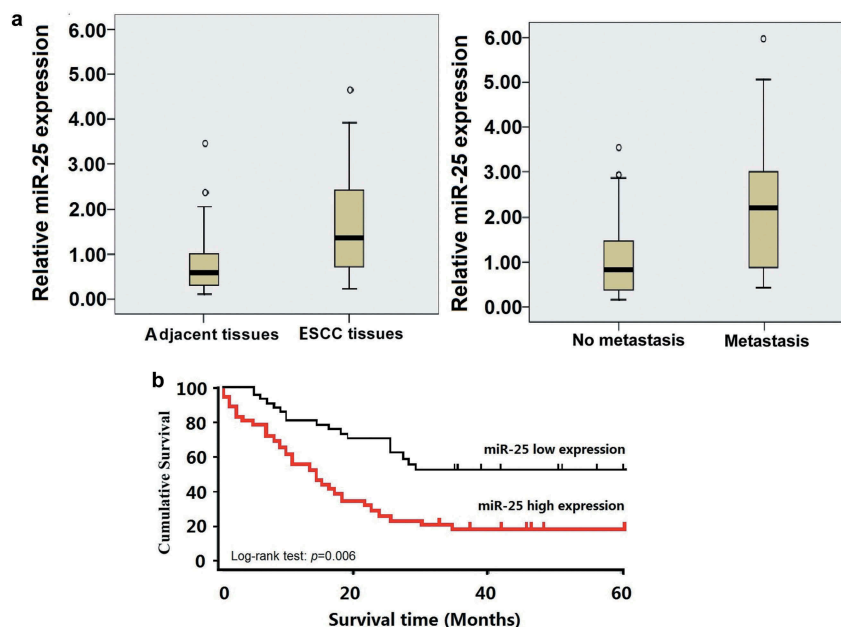 a
Relative miR-25 expression
6.00
5.00
4.00
3.00
2.00
1.00
0.00
Adjacent tissues
ESCC tissues
Relative miR-25 expression
6.00
5.00
4.00
3.00
2.00
1.00
0.00
No metastasis
Metastasis
b
Cumulative Survival
100
80
60
40
20
0
miR-25 low expression
miR-25 high expression
Log-rank test: p=0.006
0
20
40
60
Survival time (Months)